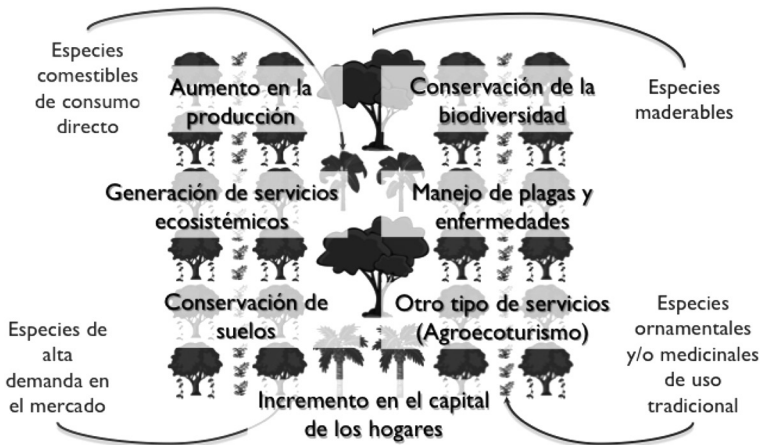 Especies
comestibles
de consumo
directo
Aumento en la
producción
Conservación de la
biodiversidad
Especies
maderables
Generación de servicios
ecosistémicos
Manejo de plagas y
enfermedades
Conservación de
suelos
Otro tipo de servicios
(Agroecoturismo)
Especies de
alta
demanda en
el mercado
Especies
ornamentales
y/o medicinales
de uso
tradicional
Incremento en el capital
de los hogares